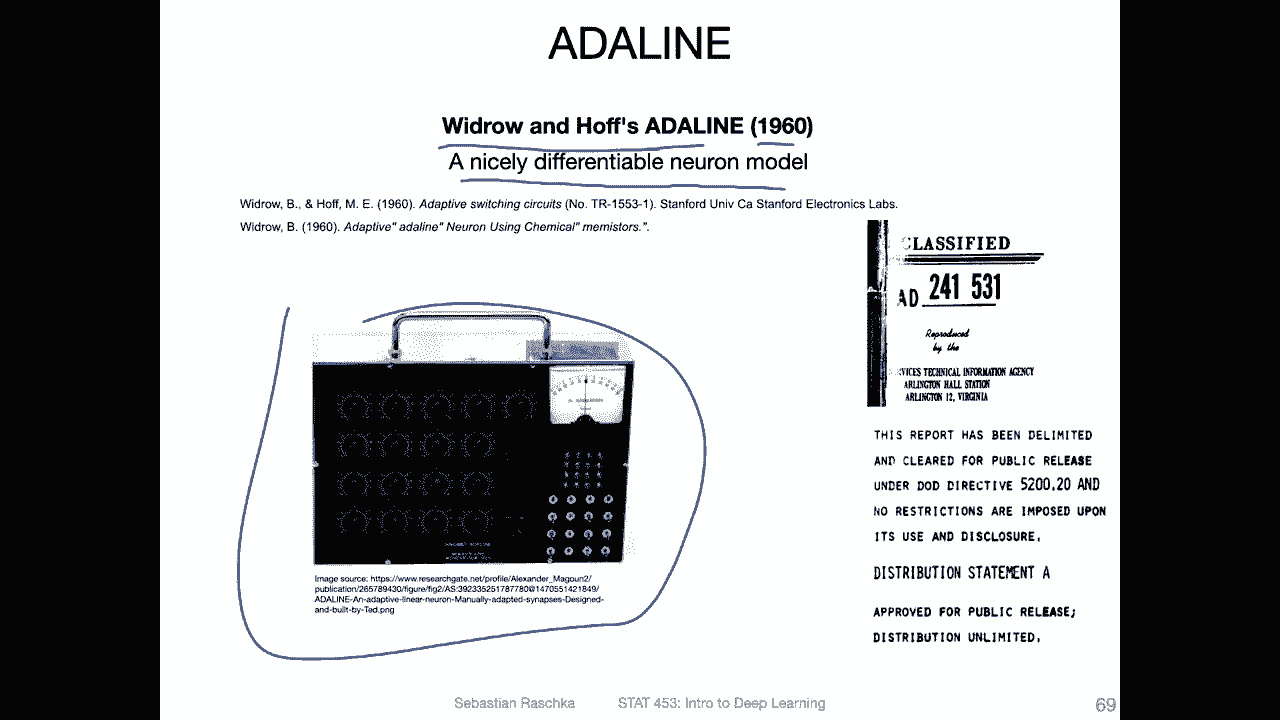 ADALINE
Widrow and Hoff's ADALINE (1960)
A nicely differentiable neuron model
Widrow, B., & Hoff, M. E. (1960). Adaptive switching circuits (No. TR-1553-1). Stanford Univ Ca Stanford Electronics Labs.
Widrow, B. (1960). Adaptive" adaline" Neuron Using Chemical" memistors.".
CLASSIFIED
AD 241 531
Reproduced
by the
VICES TECHNICAL INFORMATION AGENCY
ARLINGTON HALL STATION
ARLINGTON 12, VIRGINIA
THIS REPORT HAS BEEN DELIMITED
AND CLEARED FOR PUBLIC RELEASE
UNDER DOD DIRECTIVE 5200.20 AND
NO RESTRICTIONS ARE IMPOSED UPON
ITS USE AND DISCLOSURE.
DISTRIBUTION STATEMENT A
APPROVED FOR PUBLIC RELEASE;
DISTRIBUTION UNLIMITED.
Image source: https://www.researchgate.net/profile/Alexander_Magoun2/
publication/265789430/figure/fig2/AS:392335251787780@1470551421849/
ADALINE-An-adaptive-linear-neuron-Manually-adapted-synapses-Designed-
and-built-by-Ted.png
Sebastian Raschka STAT 453: Intro to Deep Learning
69